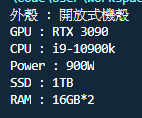 外殼 : 開放式機殼
GPU : RTX 3090
CPU : i9-10900k
Power : 900W
SSD : 1TB
RAM : 16GB*2